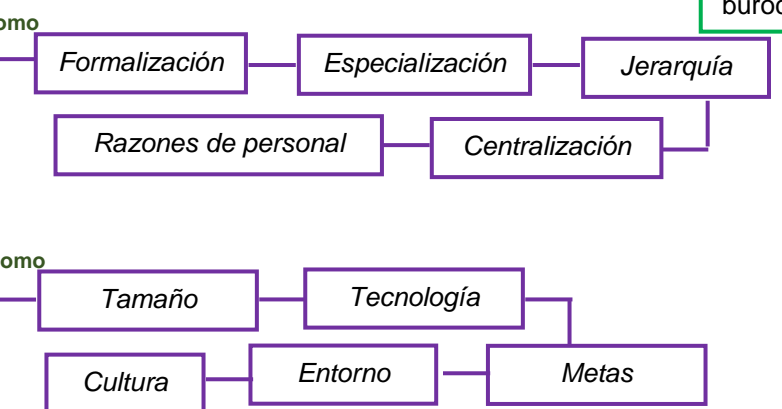 omo
Formalización
Especialización
Jerarquía
Razones de personal
Centralización
omo
Tamaño
Tecnología
Cultura
Entorno
Metas